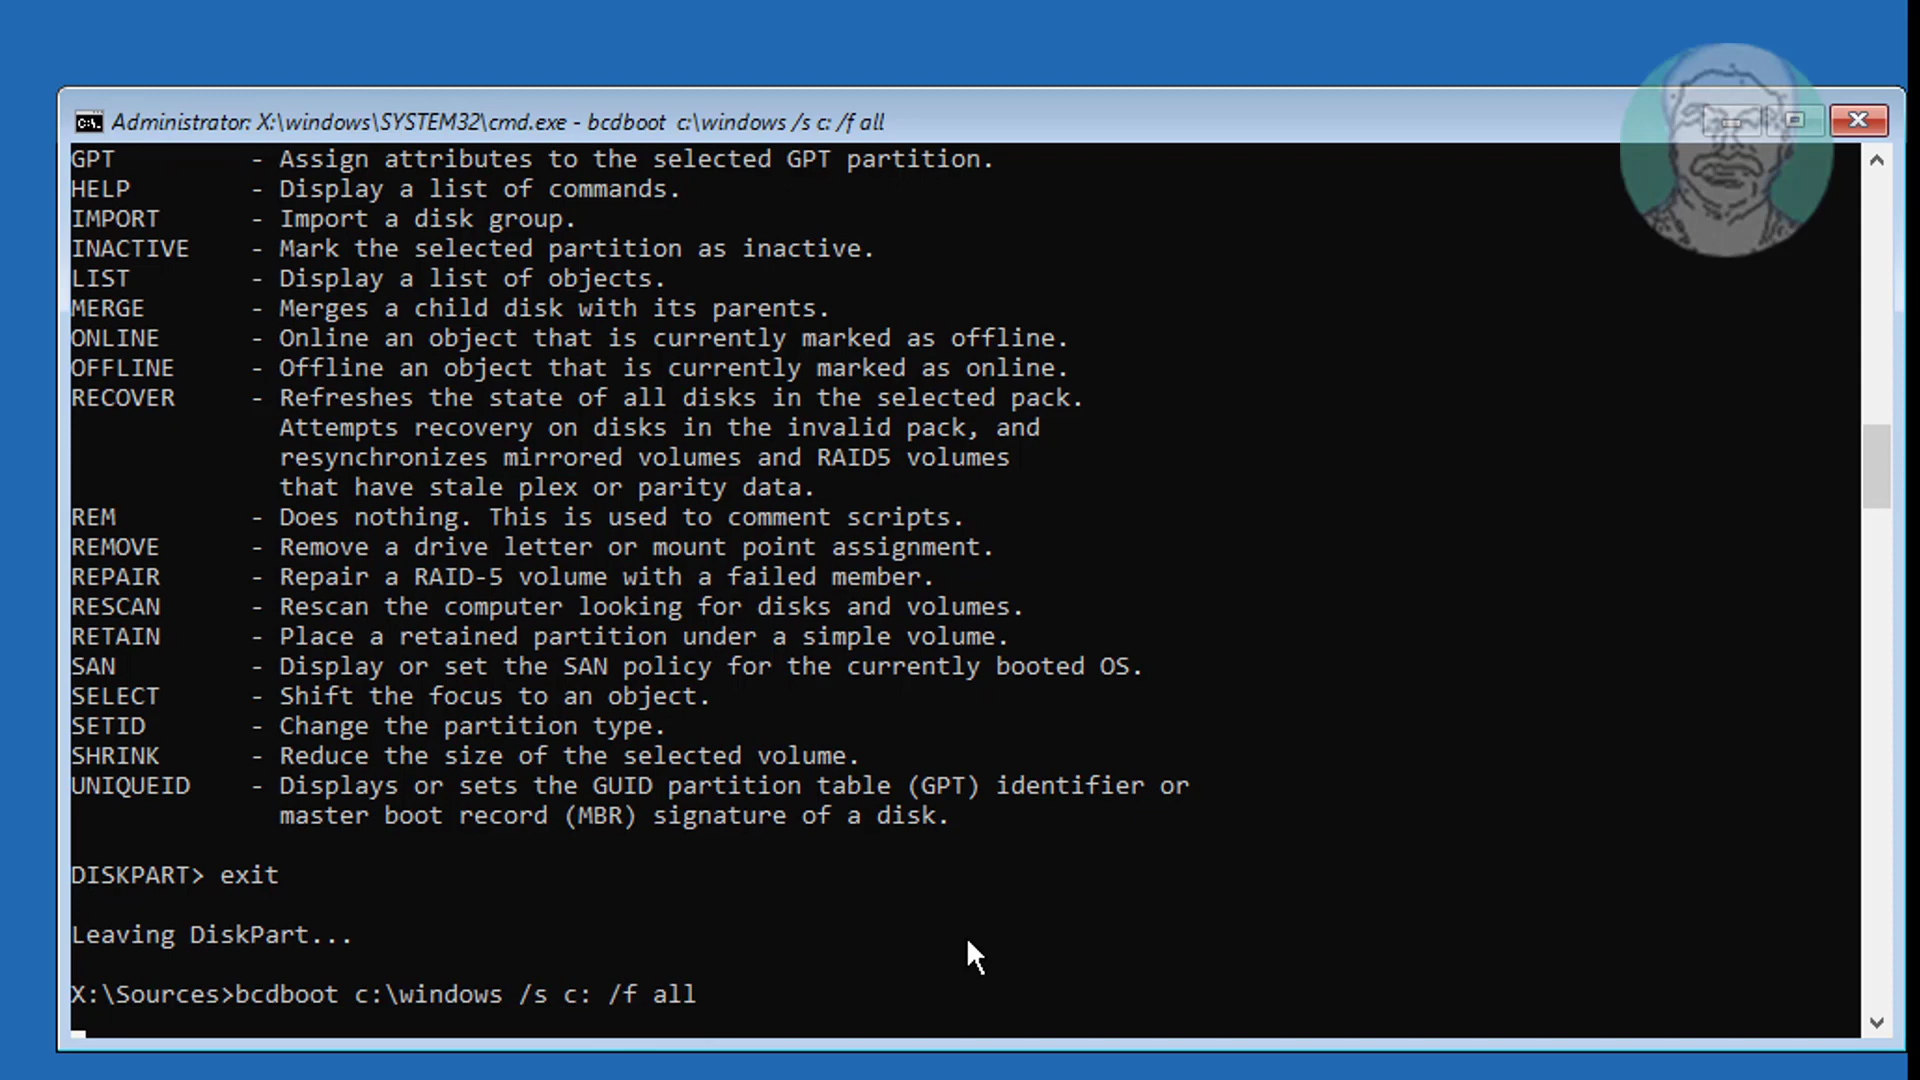 Administrator: X:\windows\SYSTEM32\cmd.exe - bcdboot  c:\windows /s c: /f all
GPT         - Assign attributes to the selected GPT partition.
HELP        - Display a list of commands.
IMPORT      - Import a disk group.
INACTIVE    - Mark the selected partition as inactive.
LIST        - Display a list of objects.
MERGE       - Merges a child disk with its parents.
ONLINE      - Online an object that is currently marked as offline.
OFFLINE     - Offline an object that is currently marked as online.
RECOVER     - Refreshes the state of all disks in the selected pack.
              Attempts recovery on disks in the invalid pack, and
              resynchronizes mirrored volumes and RAID5 volumes
              that have stale plex or parity data.
REM         - Does nothing. This is used to comment scripts.
REMOVE      - Remove a drive letter or mount point assignment.
REPAIR      - Repair a RAID-5 volume with a failed member.
RESCAN      - Rescan the computer looking for disks and volumes.
RETAIN      - Place a retained partition under a simple volume.
SAN         - Display or set the SAN policy for the currently booted OS.
SELECT      - Shift the focus to an object.
SETID       - Change the partition type.
SHRINK      - Reduce the size of the selected volume.
UNIQUEID    - Displays or sets the GUID partition table (GPT) identifier or
              master boot record (MBR) signature of a disk.
DISKPART> exit
Leaving DiskPart...
X:\Sources>bcdboot c:\windows /s c: /f all